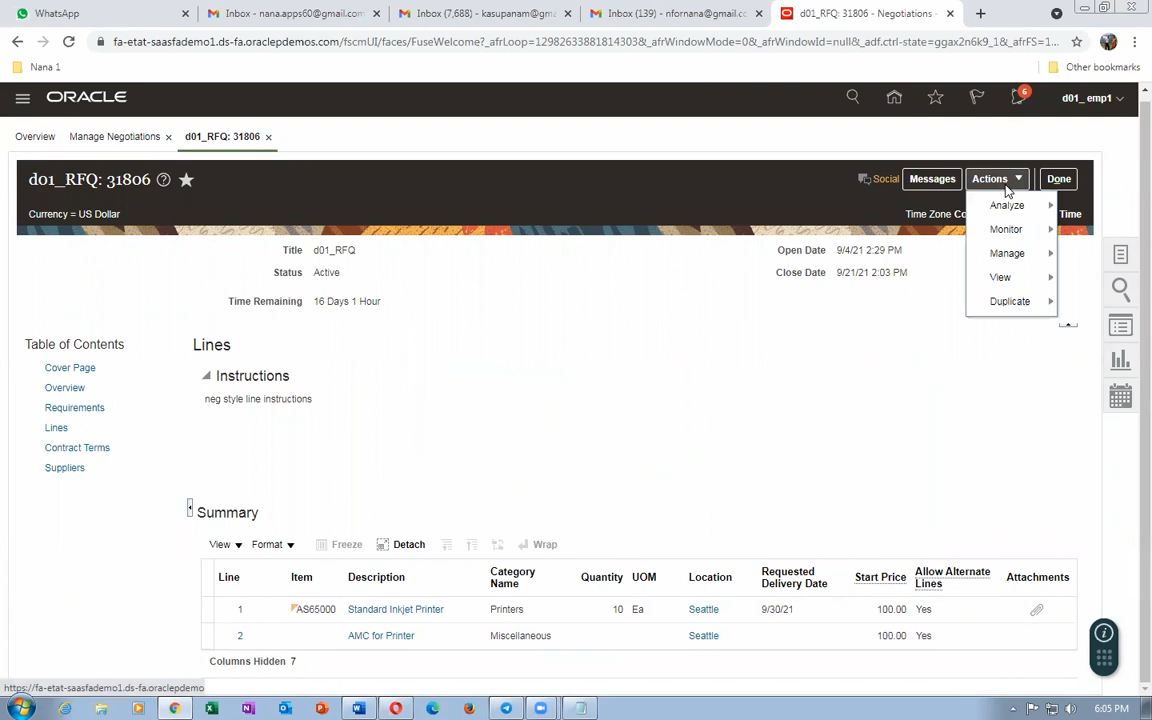 WhatsApp
Inbox - nana.apps60@gmail.com
Inbox (7,688) - kasupanam@gma
Inbox (139) - nfornana@gmail.cc
d01_RFQ: 31806 - Negotiations -
fa-etat-saasfademo1.ds-fa.oraclepdemos.com/fscmUI/faces/FuseWelcome?_afrLoop=129826338818143038_afrWindowMode=0&_afrWindowId=null&_adf.ctrl-state=ggax2n6k9_1&_afrFS=1...
Nana 1
Other bookmarks
ORACLE
6
d01_ emp1
Overview
Manage Negotiations
d01_RFQ: 31806
d01_RFQ: 31806
Social
Messages
Actions
Done
Currency = US Dollar
Time Zone Co
Time
Analyze
Monitor
Manage
View
Duplicate
Title d01_RFQ
Open Date 9/4/21 2:29 PM
Status Active
Close Date 9/21/21 2:03 PM
Time Remaining 16 Days 1 Hour
Table of Contents
Cover Page
Overview
Requirements
Lines
Contract Terms
Suppliers
Lines
Instructions
neg style line instructions
Summary
View Format Freeze Detach Wrap
Line Item Description Category Name Quantity UOM Location Requested Delivery Date Start Price Allow Alternate Lines Attachments
1 AS65000 Standard Inkjet Printer Printers 10 Ea Seattle 9/30/21 100.00 Yes
2 AMC for Printer Miscellaneous Seattle 100.00 Yes
Columns Hidden 7
https://fa-etat-saasfademo1.ds-fa.oraclepdemo
6:05 PM